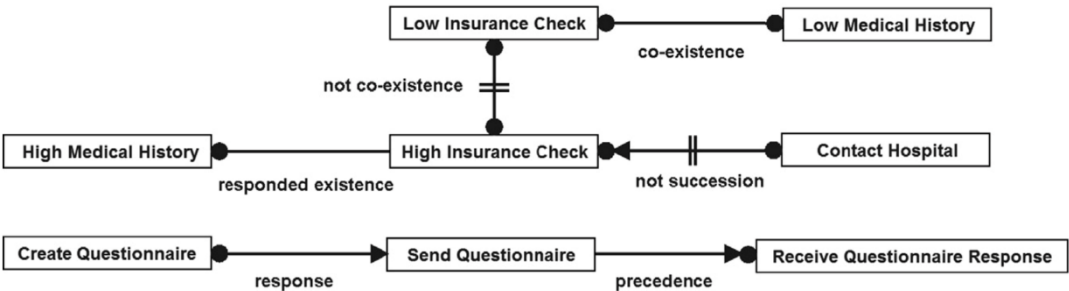 Low Insurance Check
Low Medical History
co-existence
not co-existence
High Medical History
High Insurance Check
Contact Hospital
responded existence
not succession
Create Questionnaire
Send Questionnaire
Receive Questionnaire Response
response
precedence